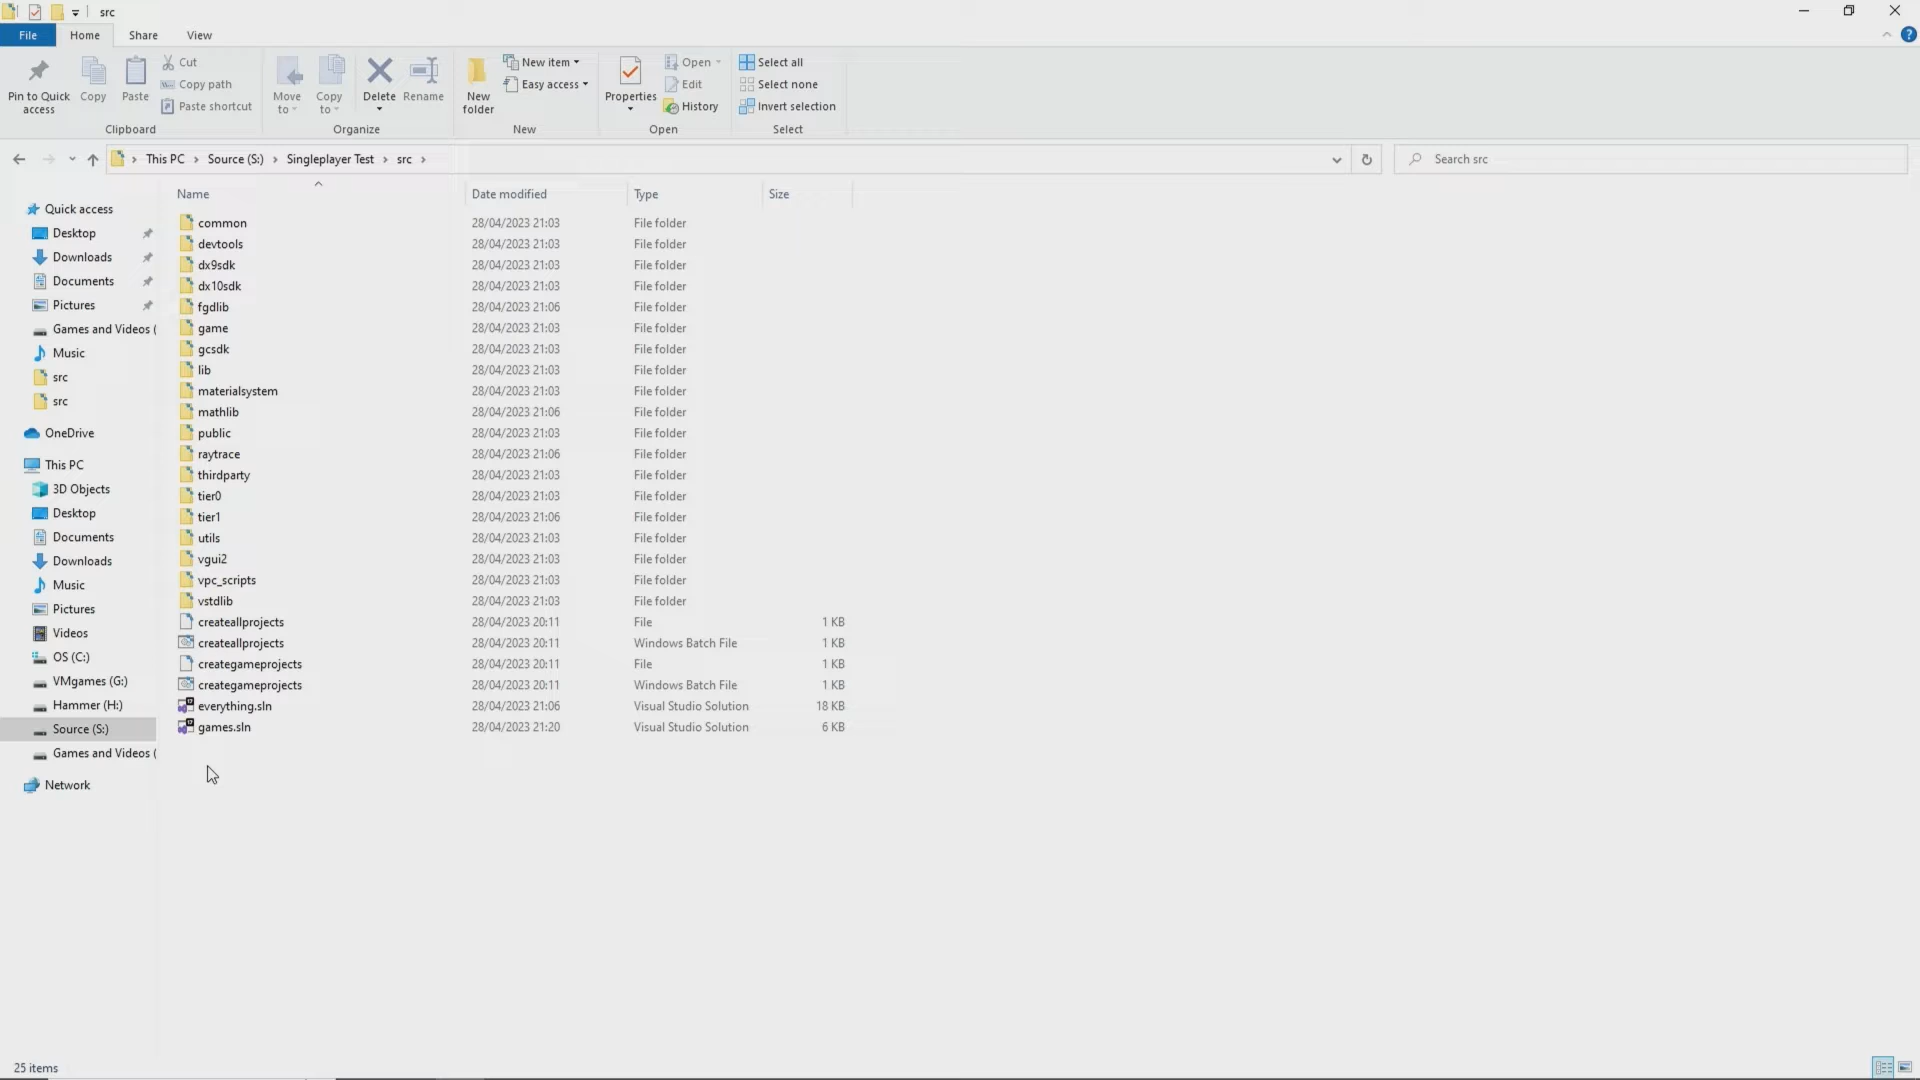 src
File Home Share View
Pin to Quick access
Copy
Paste
Cut
Copy path
Paste shortcut
Clipboard
Move to
Copy to
Delete
Rename
Organize
New folder
New item
Easy access
New
Properties
Open
Edit
History
Open
Select all
Select none
Invert selection
Select
This PC › Source (S:) › Singleplayer Test › src ›
Search src
Quick access
Desktop
Downloads
Documents
Pictures
Games and Videos (
Music
src
src
OneDrive
This PC
3D Objects
Desktop
Documents
Downloads
Music
Pictures
Videos
OS (C:)
VMgames (G:)
Hammer (H:)
Source (S:)
Games and Videos (
Network
Name Date modified Type Size
common 28/04/2023 21:03 File folder
devtools 28/04/2023 21:03 File folder
dx9sdk 28/04/2023 21:03 File folder
dx10sdk 28/04/2023 21:03 File folder
fgdlib 28/04/2023 21:06 File folder
game 28/04/2023 21:03 File folder
gcsdk 28/04/2023 21:03 File folder
lib 28/04/2023 21:03 File folder
materialsystem 28/04/2023 21:03 File folder
mathlib 28/04/2023 21:06 File folder
public 28/04/2023 21:03 File folder
raytrace 28/04/2023 21:06 File folder
thirdparty 28/04/2023 21:03 File folder
tier0 28/04/2023 21:03 File folder
tier1 28/04/2023 21:06 File folder
utils 28/04/2023 21:03 File folder
vgui2 28/04/2023 21:03 File folder
vpc_scripts 28/04/2023 21:03 File folder
vstdlib 28/04/2023 21:03 File folder
createallprojects 28/04/2023 20:11 File 1 KB
createallprojects 28/04/2023 20:11 Windows Batch File 1 KB
creategameprojects 28/04/2023 20:11 File 1 KB
creategameprojects 28/04/2023 20:11 Windows Batch File 1 KB
everything.sln 28/04/2023 21:06 Visual Studio Solution 18 KB
games.sln 28/04/2023 21:20 Visual Studio Solution 6 KB
25 items